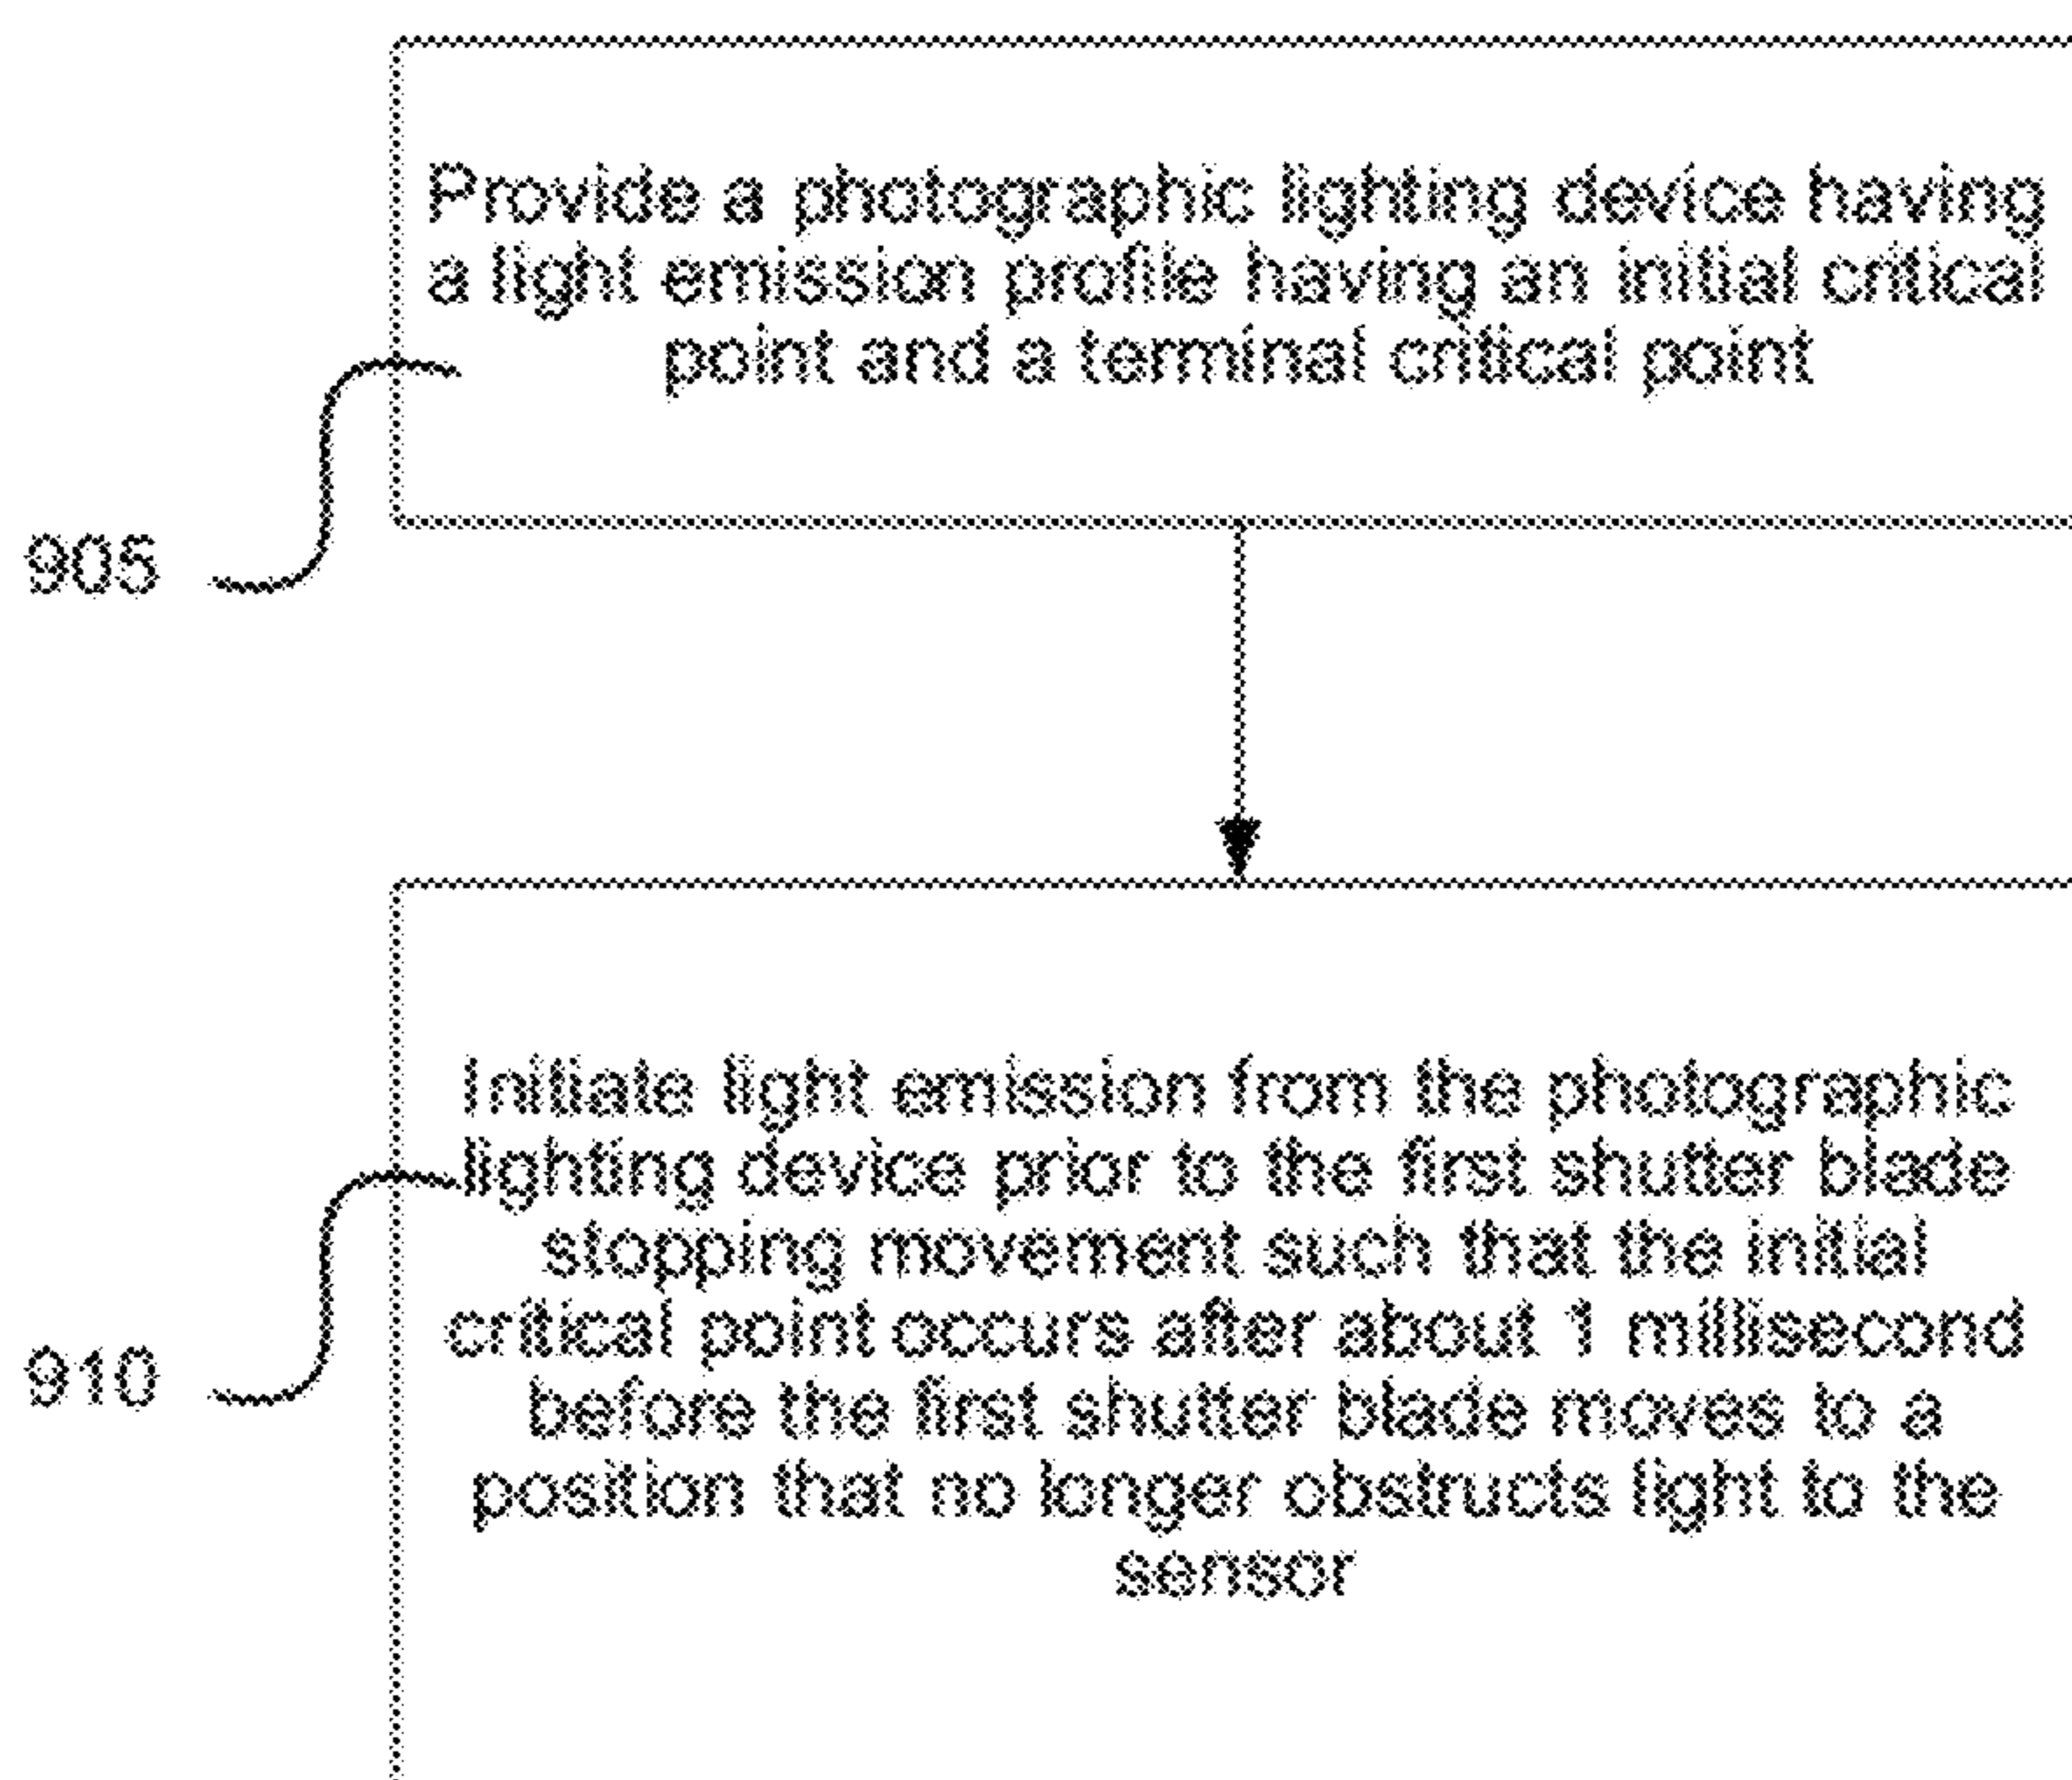 Provide a photographic lighting device having
a light emission profile having an initial critical
point and a terminal critical point
905
Initiate light emission from the photographic
lighting device prior to the first shutter blade
stopping movement such that the initial
critical point occurs after about 1 millisecond
before the first shutter blade moves to a
position that no longer obstructs light to the
sensor
910